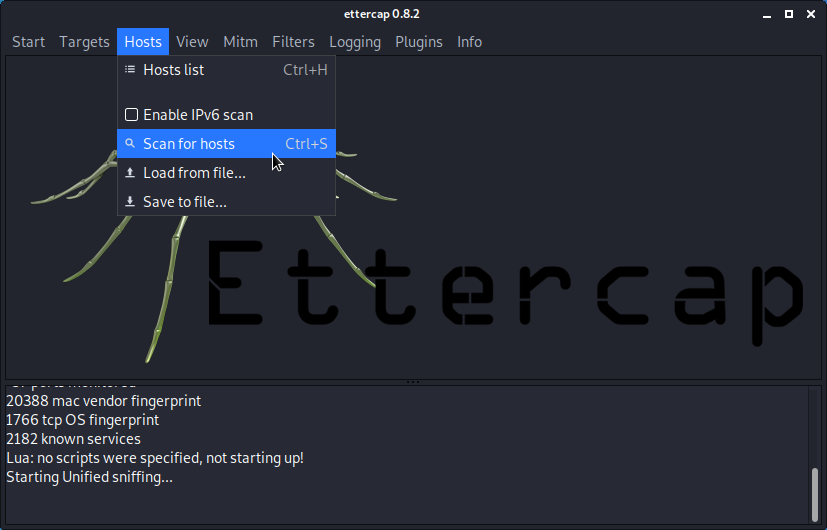 ettercap 0.8.2
Start Targets Hosts View Mitm Filters Logging Plugins Info
Hosts list Ctrl+H
Enable IPv6 scan
Scan for hosts Ctrl+S
Load from file...
Save to file...
Ettercap
ports monitored
20388 mac vendor fingerprint
1766 tcp OS fingerprint
2182 known services
Lua: no scripts were specified, not starting up!
Starting Unified sniffing...